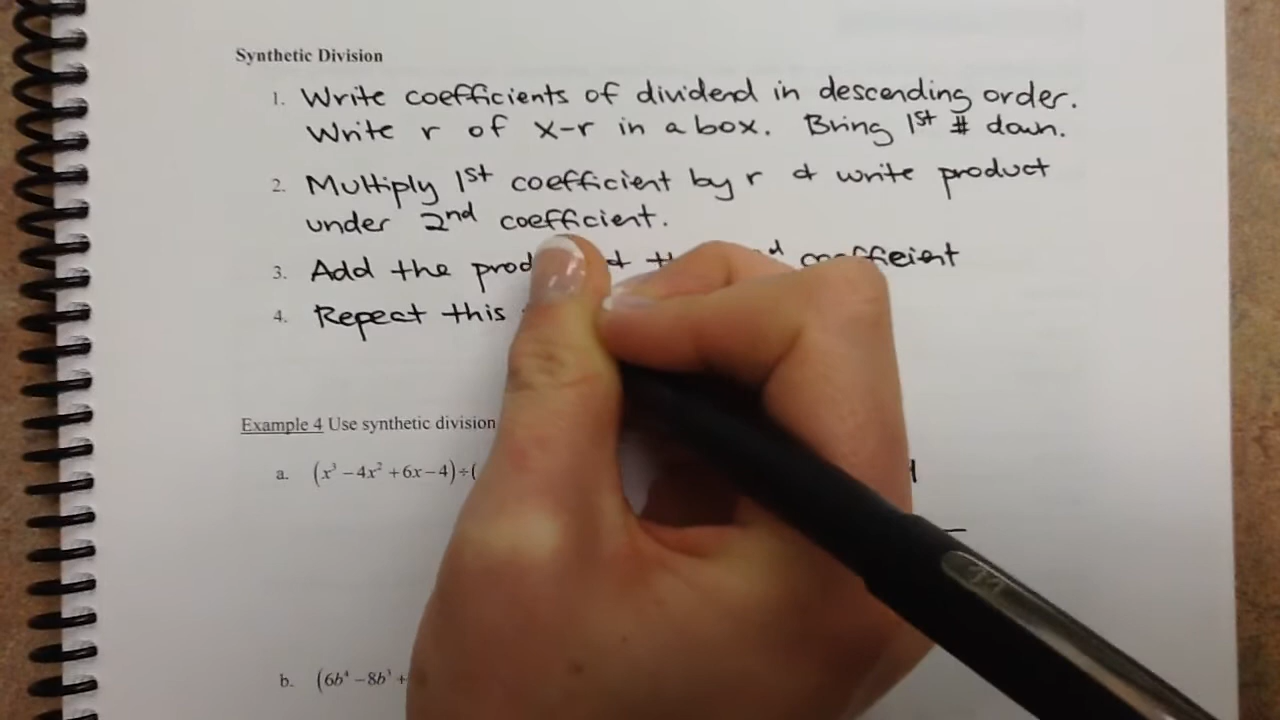 Synthetic Division
1. Write coefficients of dividend in descending order.
Write r of x-r in a box. Bring 1st # down.
2. Multiply 1st coefficient by r & write product
under 2nd coefficient.
3. Add the coefficient
4. Repeat this
Example 4 Use synthetic division
a. (x³ – 4x² + 6x – 4) ÷ (
b. (6b⁴ – 8b³ +